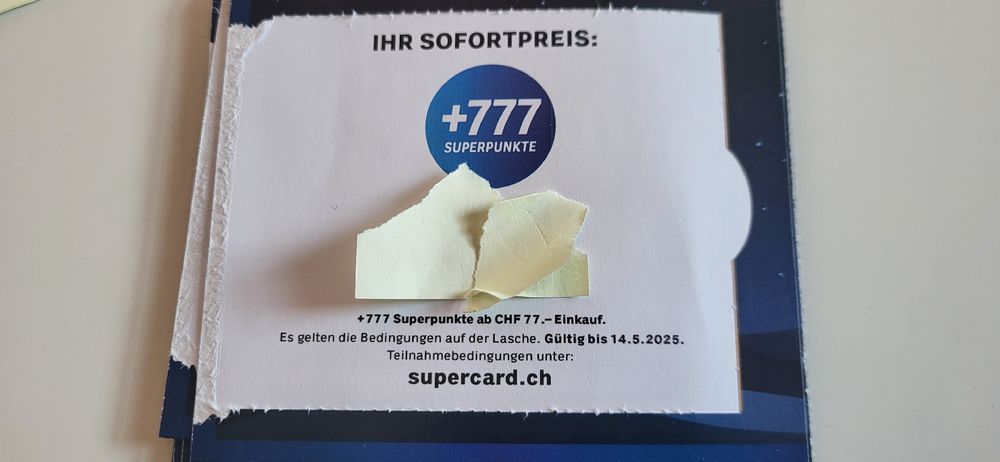 IHR SOFORTPREIS:
+777
SUPERPUNKTE
+777 Superpunkte ab CHF 77.– Einkauf.
Es gelten die Bedingungen auf der Lasche. Gültig bis 14.5.2025.
Teilnahmebedingungen unter:
supercard.ch